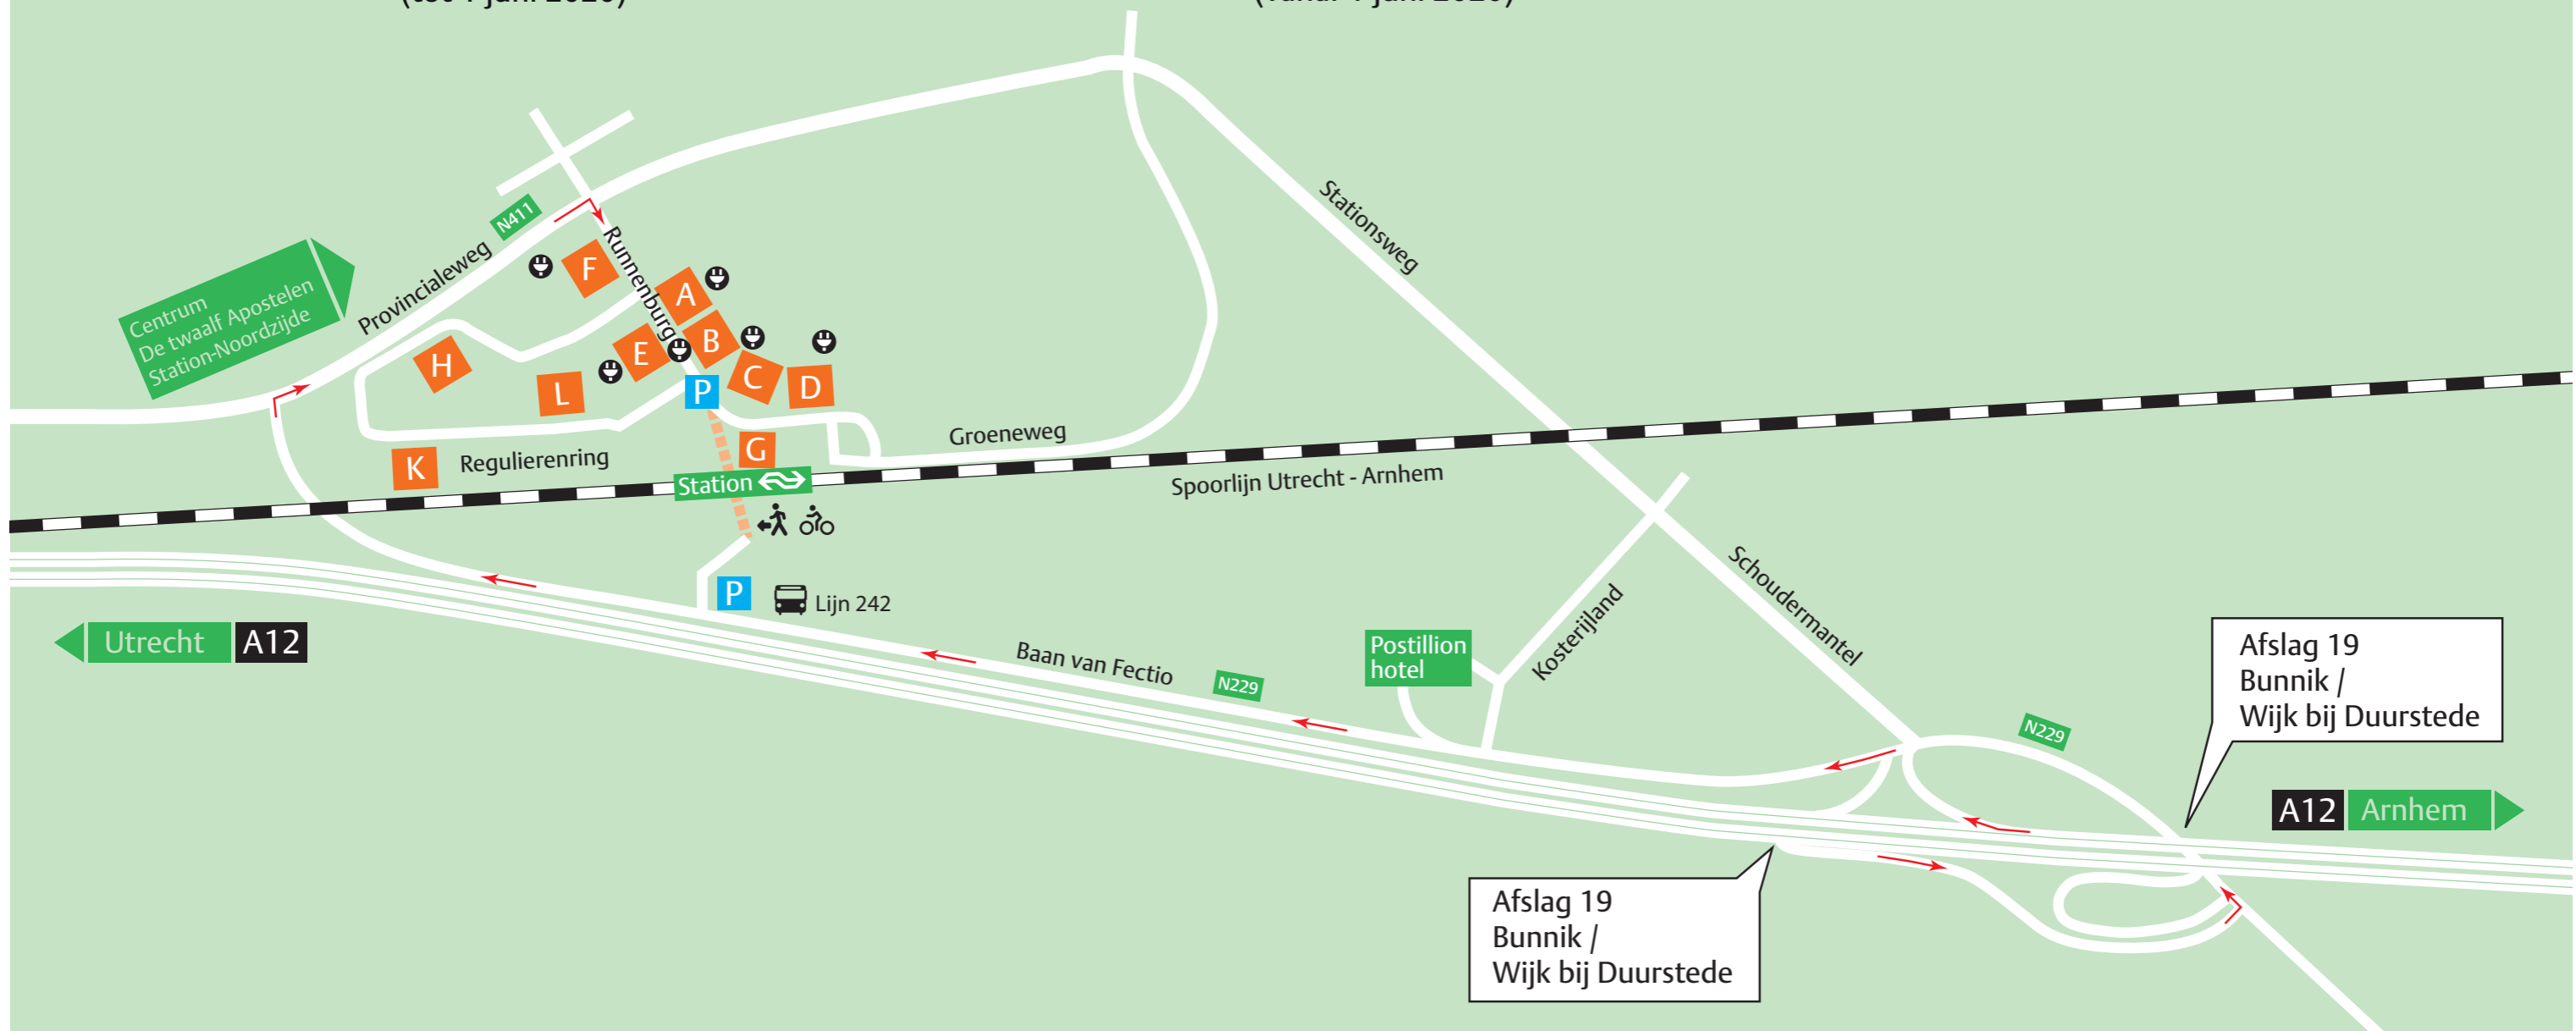 Stationsweg
N411
Provincialeweg
Runnenburg
Centrum
De twaalf Apostelen
Station-Noordzijde
F
A
B
E
H
C
D
L
P
G
K
Regulierenring
Groeneweg
Station
Spoorlijn Utrecht - Arnhem
P
Lijn 242
Utrecht
A12
Baan van Fectio
N229
Postillion
hotel
Kosterijland
Schoudermantel
N229
Afslag 19
Bunnik /
Wijk bij Duurstede
A12
Arnhem
Afslag 19
Bunnik /
Wijk bij Duurstede